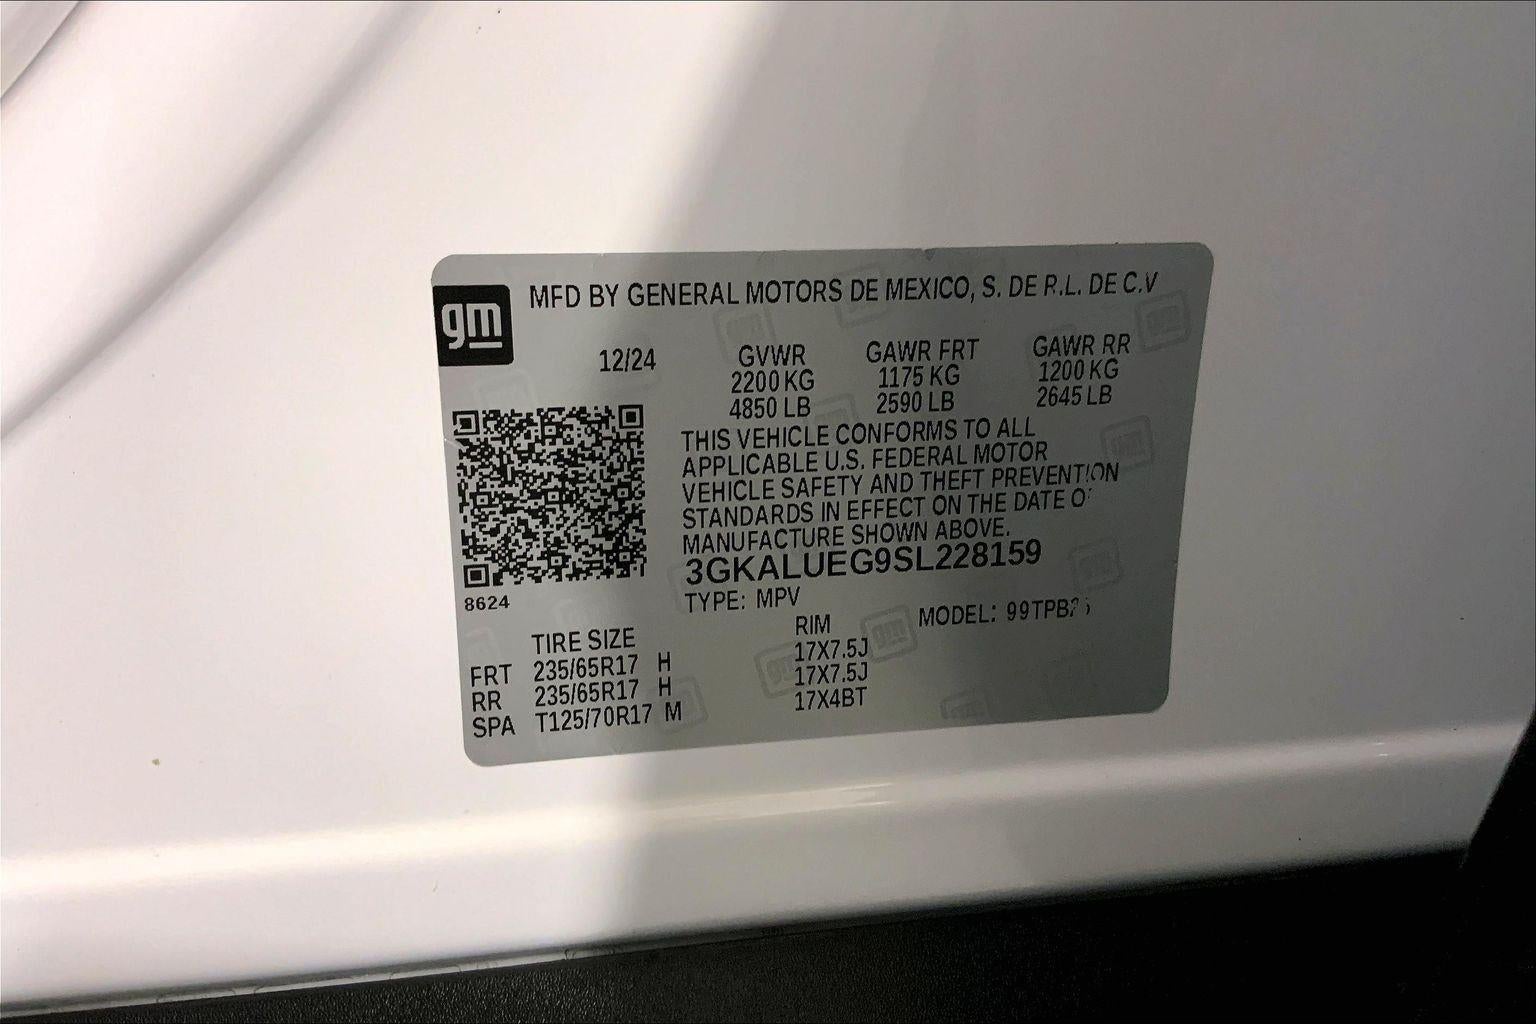 gm
MFD BY GENERAL MOTORS DE MEXICO, S. DE R.L. DE C.V
12/24 GVWR GAWR FRT GAWR RR
2200 KG 1175 KG 1200 KG
4850 LB 2590 LB 2645 LB
THIS VEHICLE CONFORMS TO ALL
APPLICABLE U.S. FEDERAL MOTOR
VEHICLE SAFETY AND THEFT PREVENTION
STANDARDS IN EFFECT ON THE DATE OF
MANUFACTURE SHOWN ABOVE.
3GKALUEG9SL228159
8624
TYPE: MPV MODEL:
TIRE SIZE RIM
FRT 235/65R17 H 17X7.5J
RR 235/65R17 H 17X7.5J
SPA T125/70R17 M 17X4BT